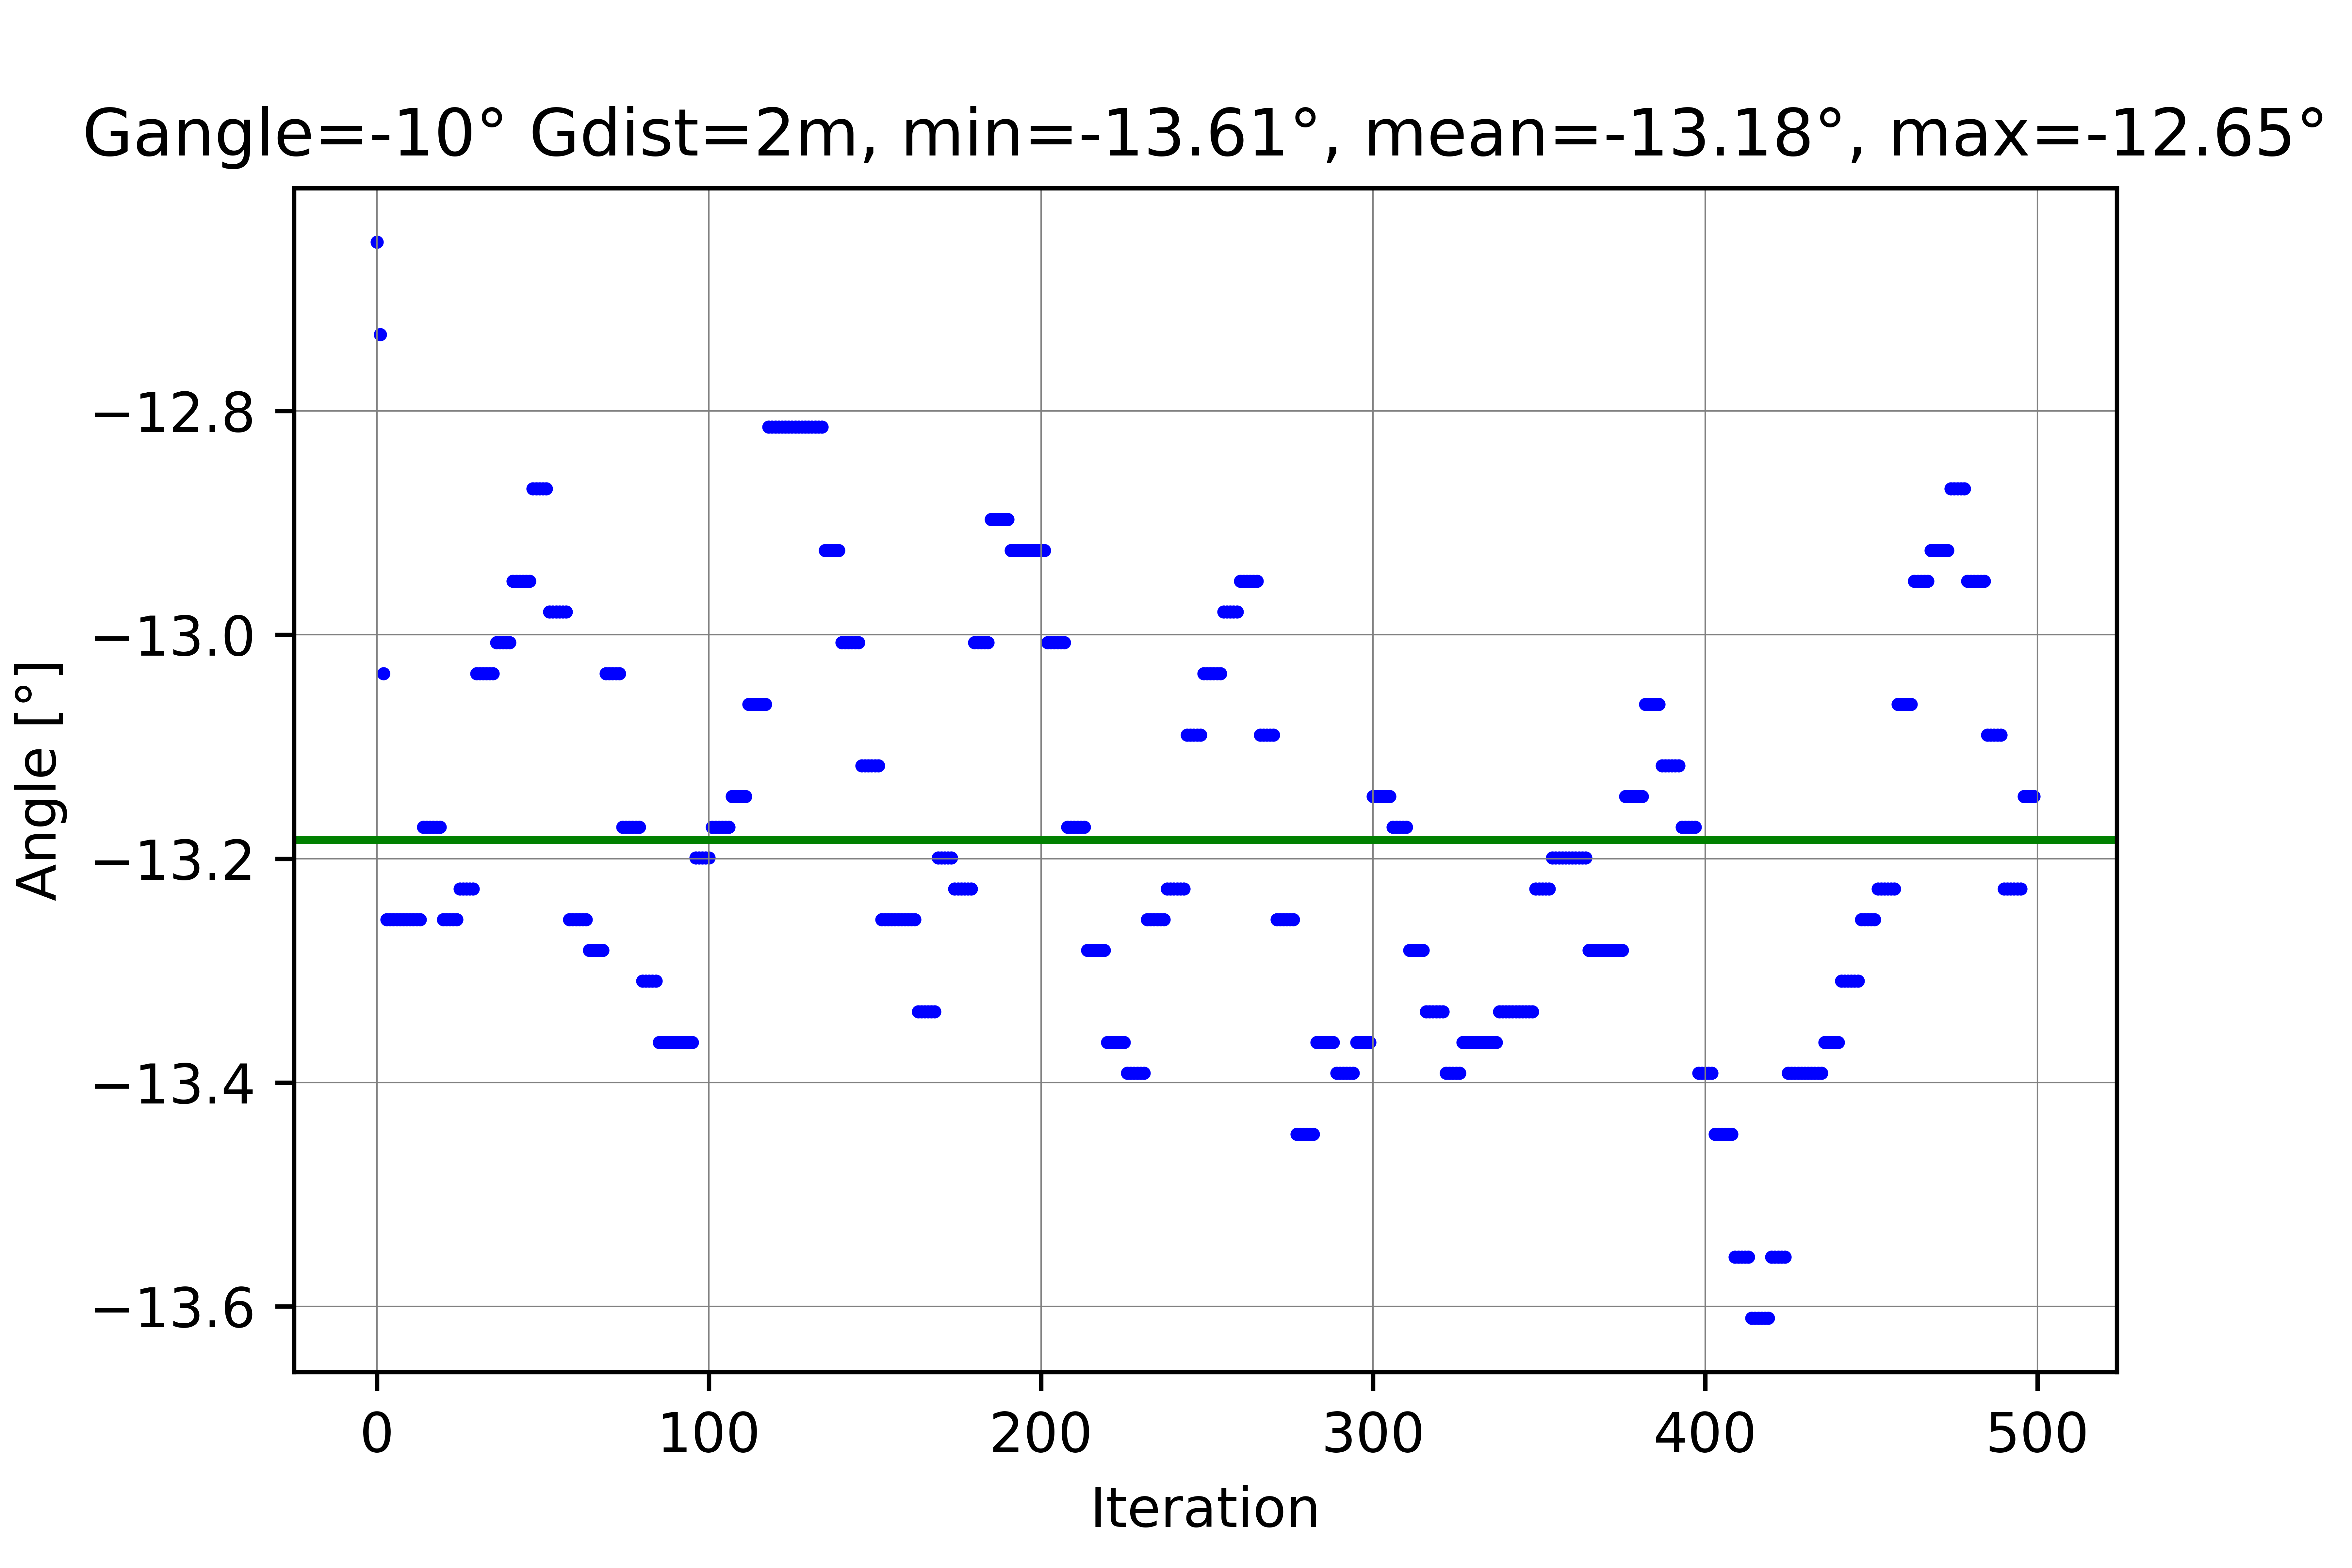 Gangle=-10° Gdist=2m, min=-13.61°, mean=-13.18°, max=-12.65°
Angle [°]
−12.8
−13.0
−13.2
−13.4
−13.6
0 100 200 300 400 500
Iteration